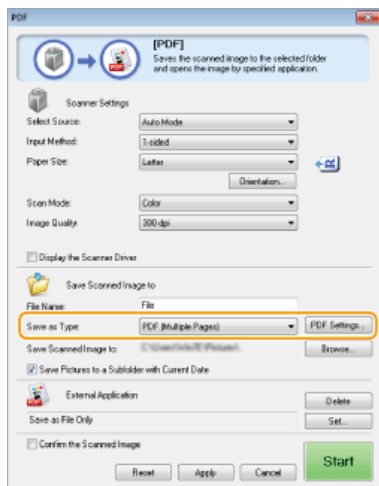 PDF
[PDF]
Saves the scanned image to the selected folder
and opens the image by specified application.
Scanner Settings
Select Source: Auto Mode
Input Method: 1-sided
Paper Size: Letter
Orientation...
Scan Mode: Color
Image Quality: 300 dpi
Display the Scanner Driver
Save Scanned Image to
File Name: File
Save as Type: PDF (Multiple Pages) PDF Settings...
Save Scanned Image to: Browse...
Save Pictures to a Subfolder with Current Date
External Application Delete
Save as File Only Set...
Confirm the Scanned Image
Reset Apply Cancel Start